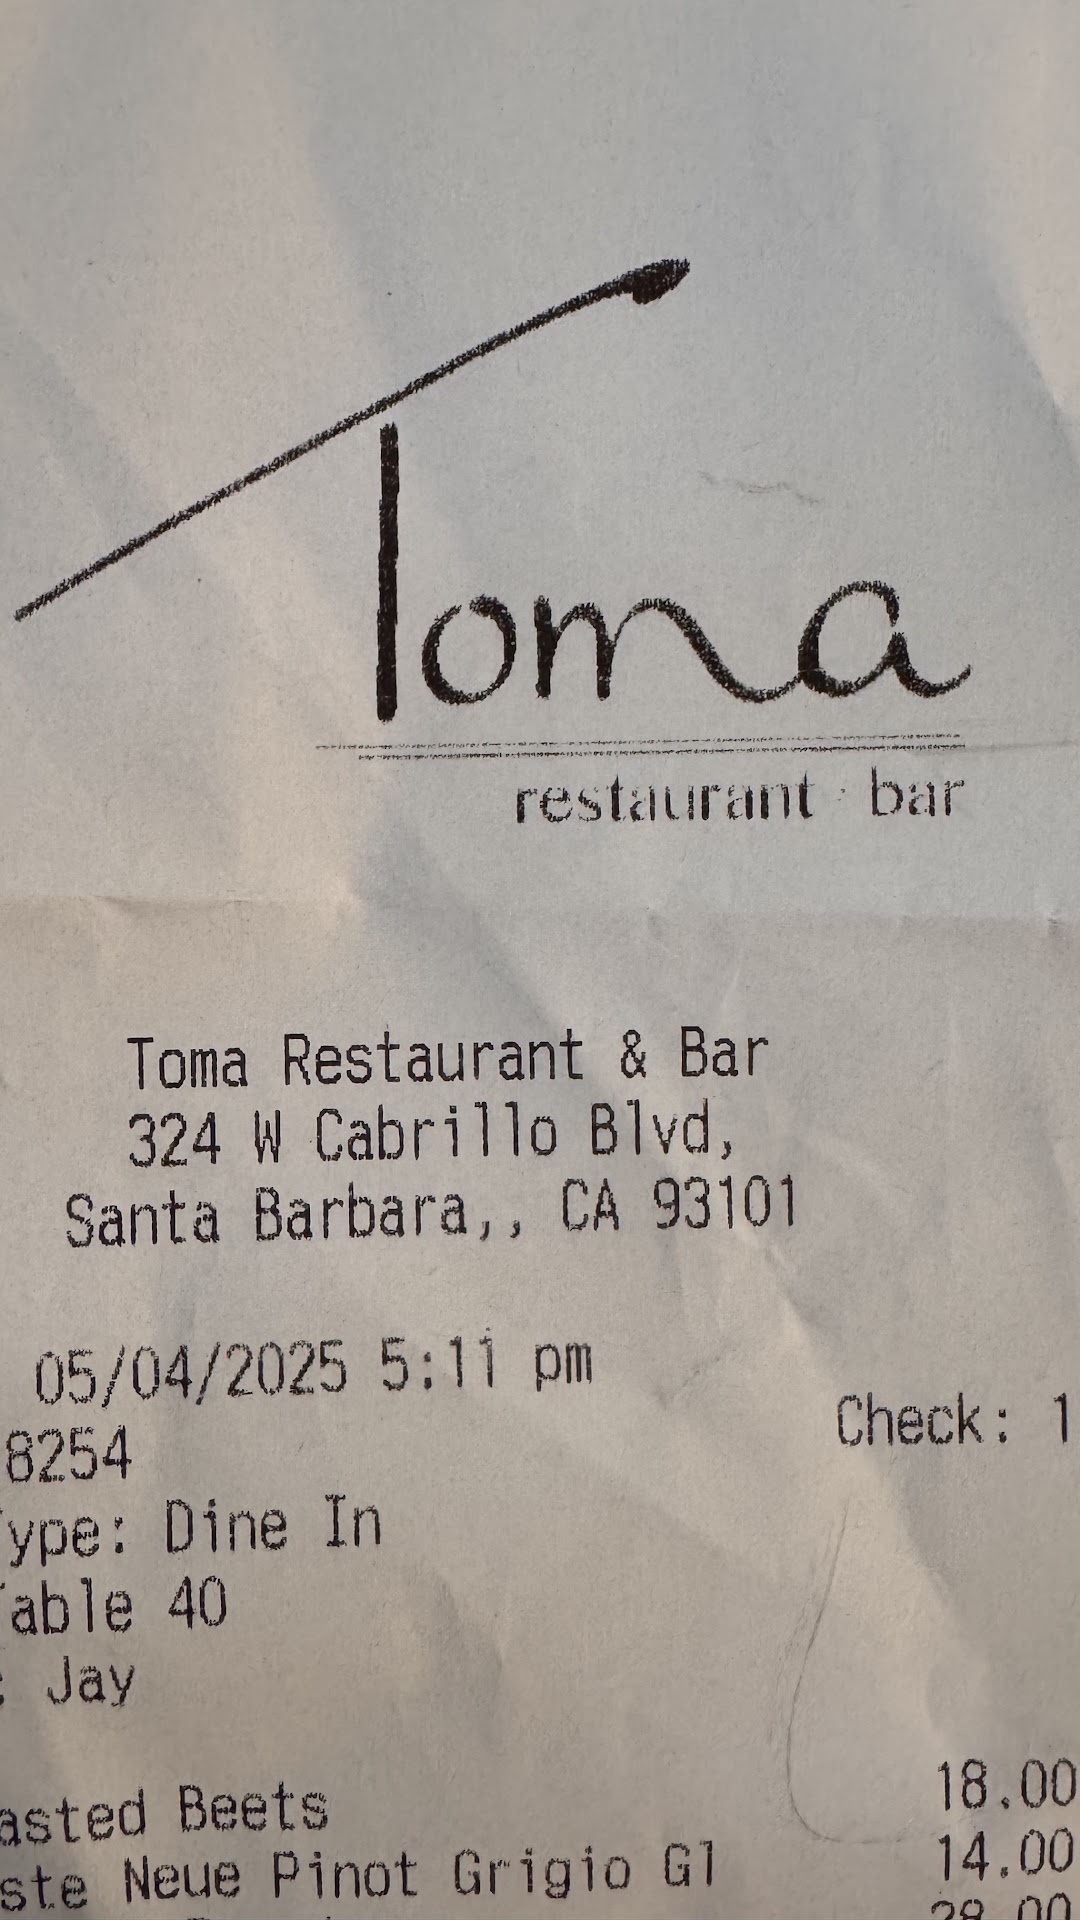 Toma
restaurant · bar
Toma Restaurant & Bar
324 W Cabrillo Blvd,
Santa Barbara,, CA 93101
05/04/2025 5:11 pm
Check: 1
8254
ype: Dine In
able 40
: Jay
asted Beets 18.00
ste Neue Pinot Grigio Gl 14.00